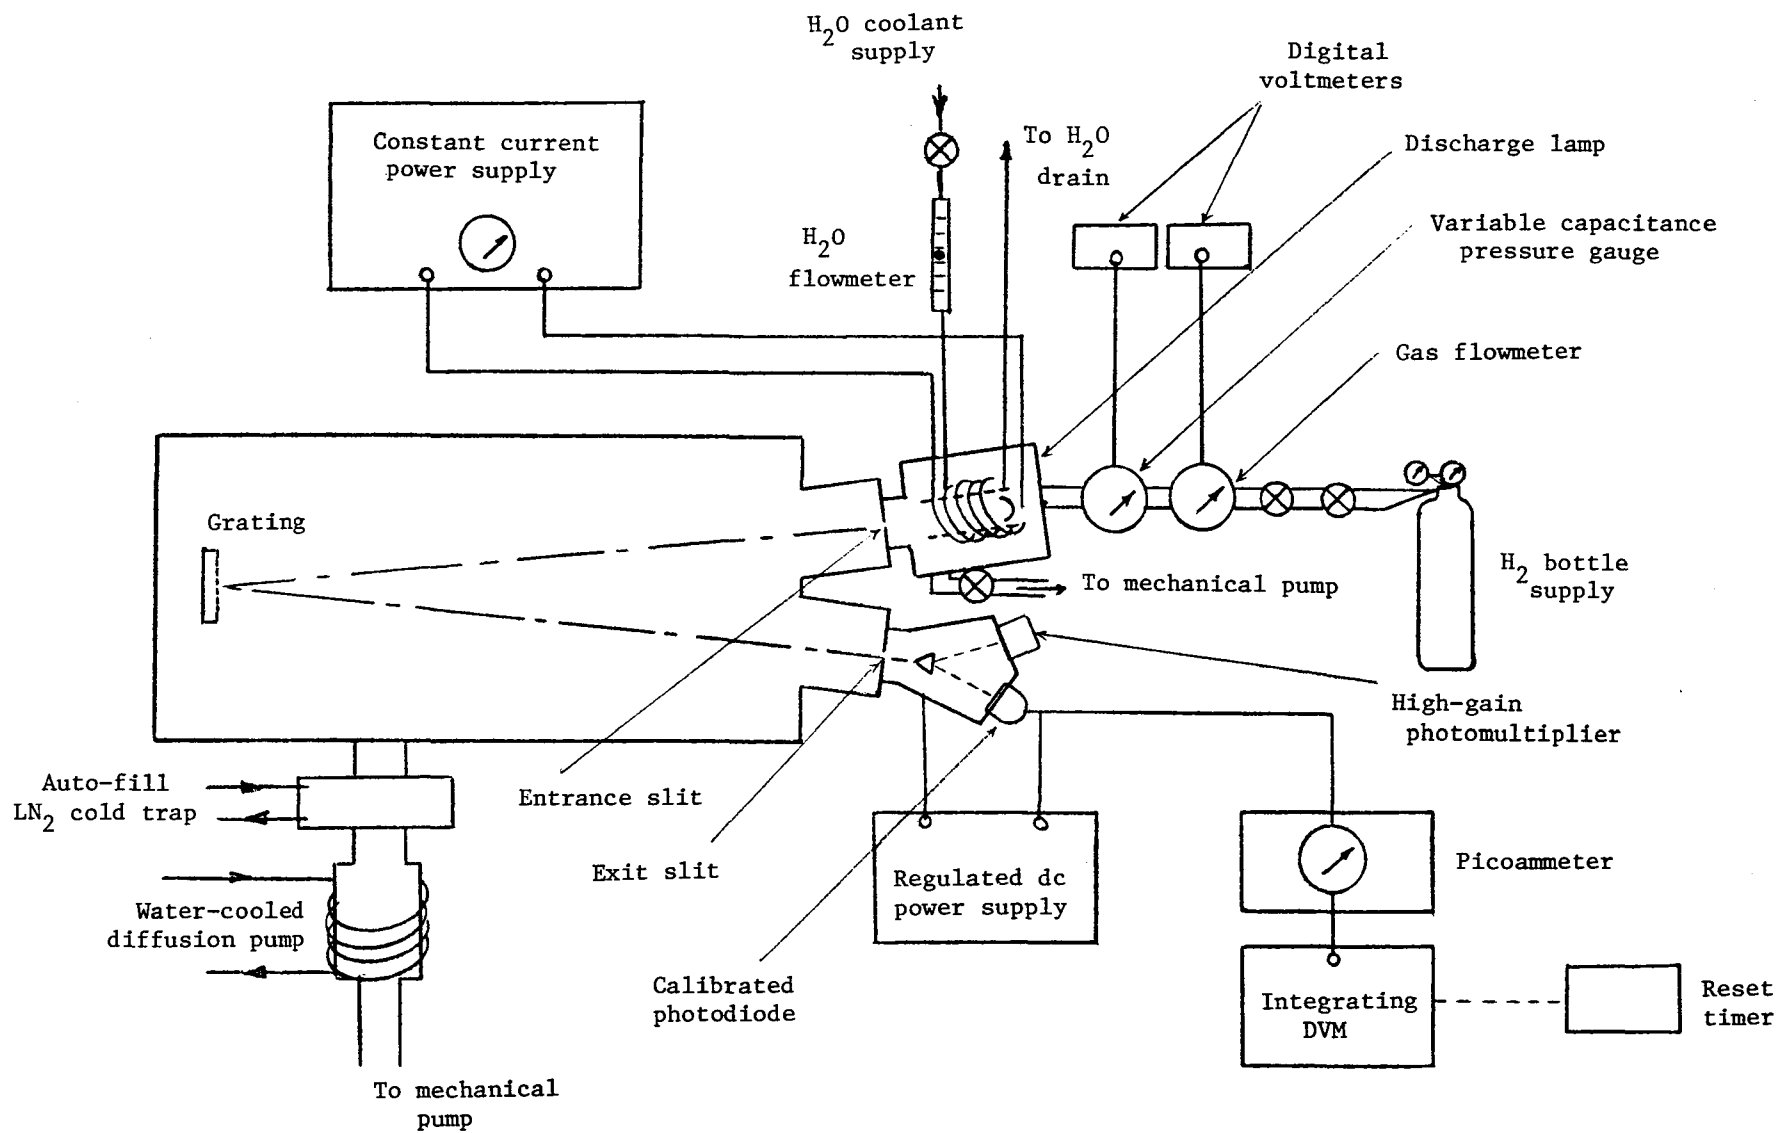 H2O coolant
supply
Digital
voltmeters
Constant current
power supply
To H2O
drain
Discharge lamp
Variable capacitance
pressure gauge
H2O
flowmeter
Gas flowmeter
Grating
H2 bottle
supply
To mechanical pump
High-gain
photomultiplier
Auto-fill
LN2 cold trap
Entrance slit
Exit slit
Regulated dc
power supply
Picoammeter
Water-cooled
diffusion pump
Calibrated
photodiode
Integrating
DVM
Reset
timer
To mechanical
pump